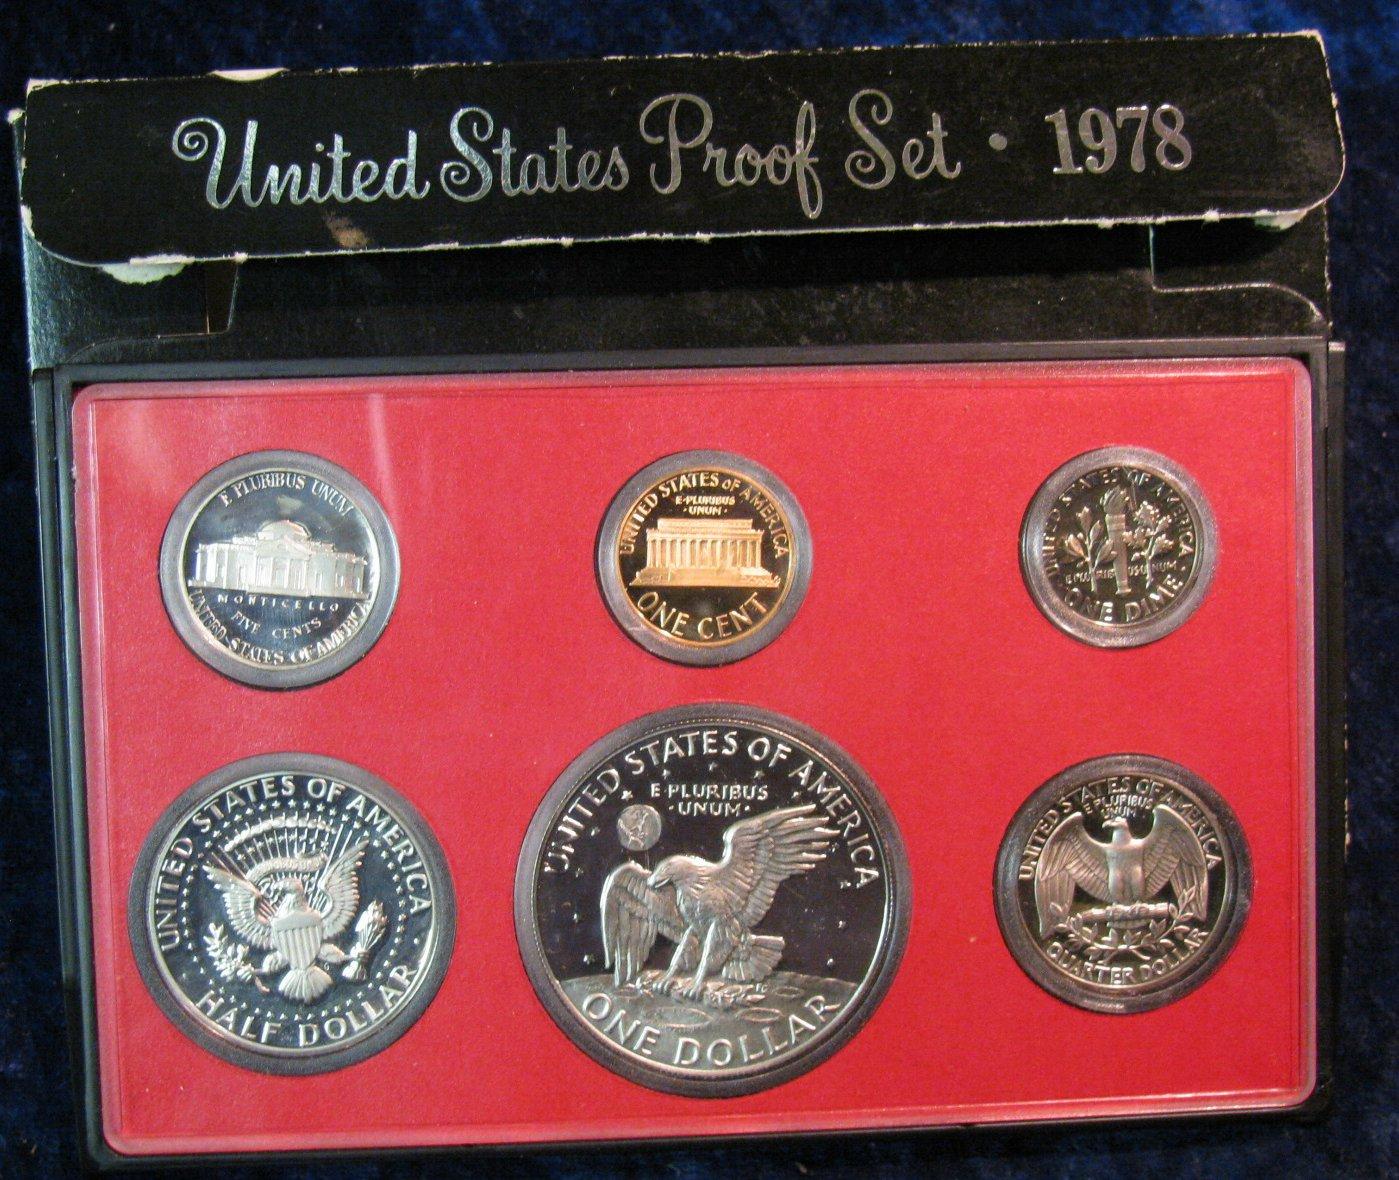 United States Proof Set · 1978
E PLURIBUS UNUM
MONTICELLO
FIVE CENTS
UNITED STATES OF AMERICA
UNITED STATES OF AMERICA
E·PLURIBUS
·UNUM·
ONE CENT
UNITED STATES OF AMERICA
E PLURIBUS UNUM
ONE DIME
UNITED STATES OF AMERICA
HALF DOLLAR
UNITED STATES OF AMERICA
E·PLURIBUS
·UNUM·
ONE DOLLAR
UNITED STATES OF AMERICA
E PLURIBUS
UNUM
QUARTER DOLLAR